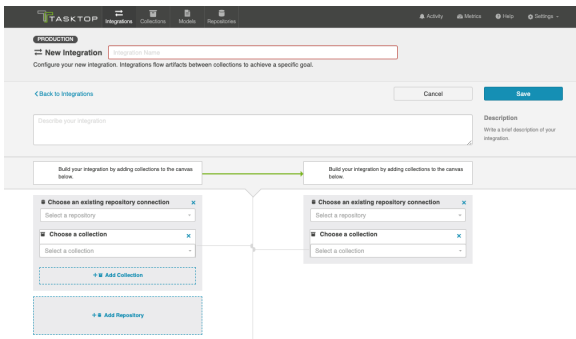 TASKTOP
Integrations
Collections
Models
Repositories
Activity
Metrics
Help
Settings
PRODUCTION
New Integration
Integration Name
Configure your new integration. Integrations flow artifacts between collections to achieve a specific goal.
Back to Integrations
Cancel
Save
Describe your integration
Description
Write a brief description of your
integration.
Build your integration by adding collections to the canvas
below.
Build your integration by adding collections to the canvas
below.
Choose an existing repository connection
Select a repository
Choose a collection
Select a collection
+ Add Collection
+ Add Repository
Choose an existing repository connection
Select a repository
Choose a collection
Select a collection